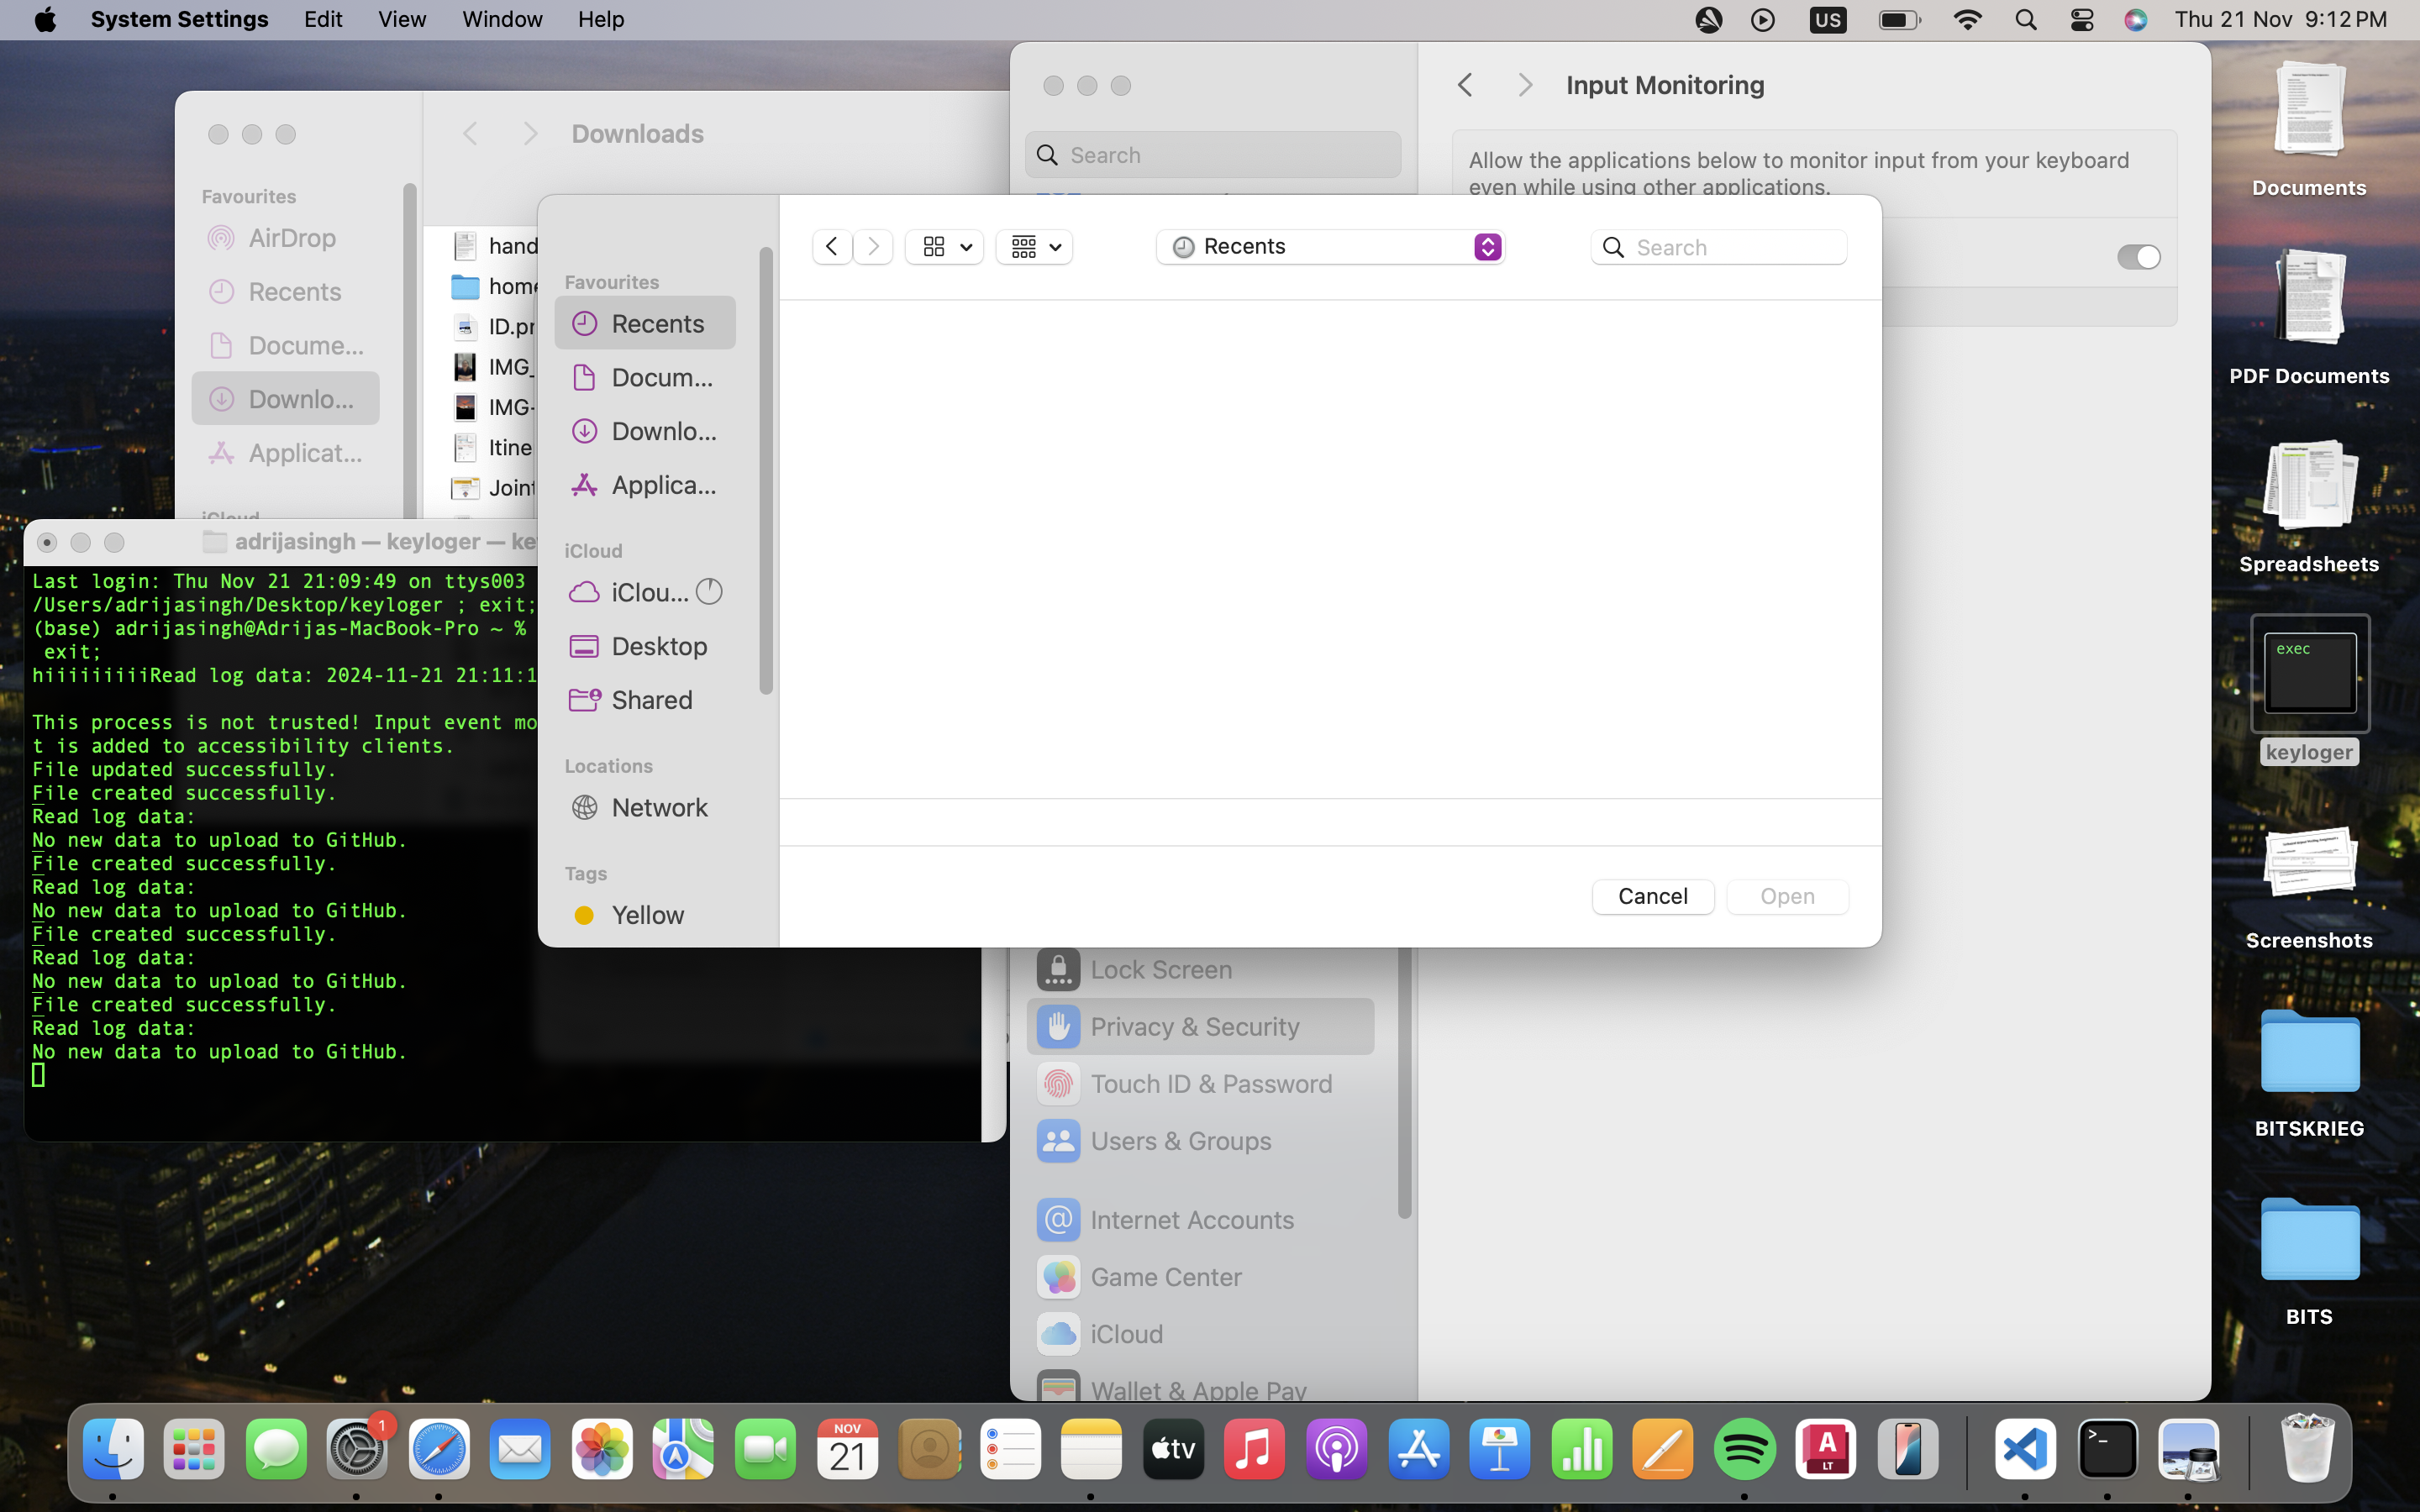 System Settings Edit View Window Help
US
Thu 21 Nov 9:12 PM
Downloads
Favourites
AirDrop
Recents
Docume...
Downlo...
Applicat...
iCloud
hand
home
ID.pr
IMG_
IMG-
Itine
Joint
Search
Input Monitoring
Allow the applications below to monitor input from your keyboard
even while using other applications.
Favourites
Recents
Docum...
Downlo...
Applica...
iCloud
iClou...
Desktop
Shared
Locations
Network
Tags
Yellow
Recents
Search
Cancel
Open
adrijasingh — keyloger — ke
Last login: Thu Nov 21 21:09:49 on ttys003
/Users/adrijasingh/Desktop/keyloger ; exit;
(base) adrijasingh@Adrijas-MacBook-Pro ~ %
exit;
hiiiiiiiiiRead log data: 2024-11-21 21:11:1
This process is not trusted! Input event mo
t is added to accessibility clients.
File updated successfully.
File created successfully.
Read log data:
No new data to upload to GitHub.
File created successfully.
Read log data:
No new data to upload to GitHub.
File created successfully.
Read log data:
No new data to upload to GitHub.
File created successfully.
Read log data:
No new data to upload to GitHub.
Lock Screen
Privacy & Security
Touch ID & Password
Users & Groups
Internet Accounts
Game Center
iCloud
Wallet & Apple Pay
Documents
PDF Documents
Spreadsheets
exec
keyloger
Screenshots
BITSKRIEG
BITS
1
NOV
21
tv
A
LT